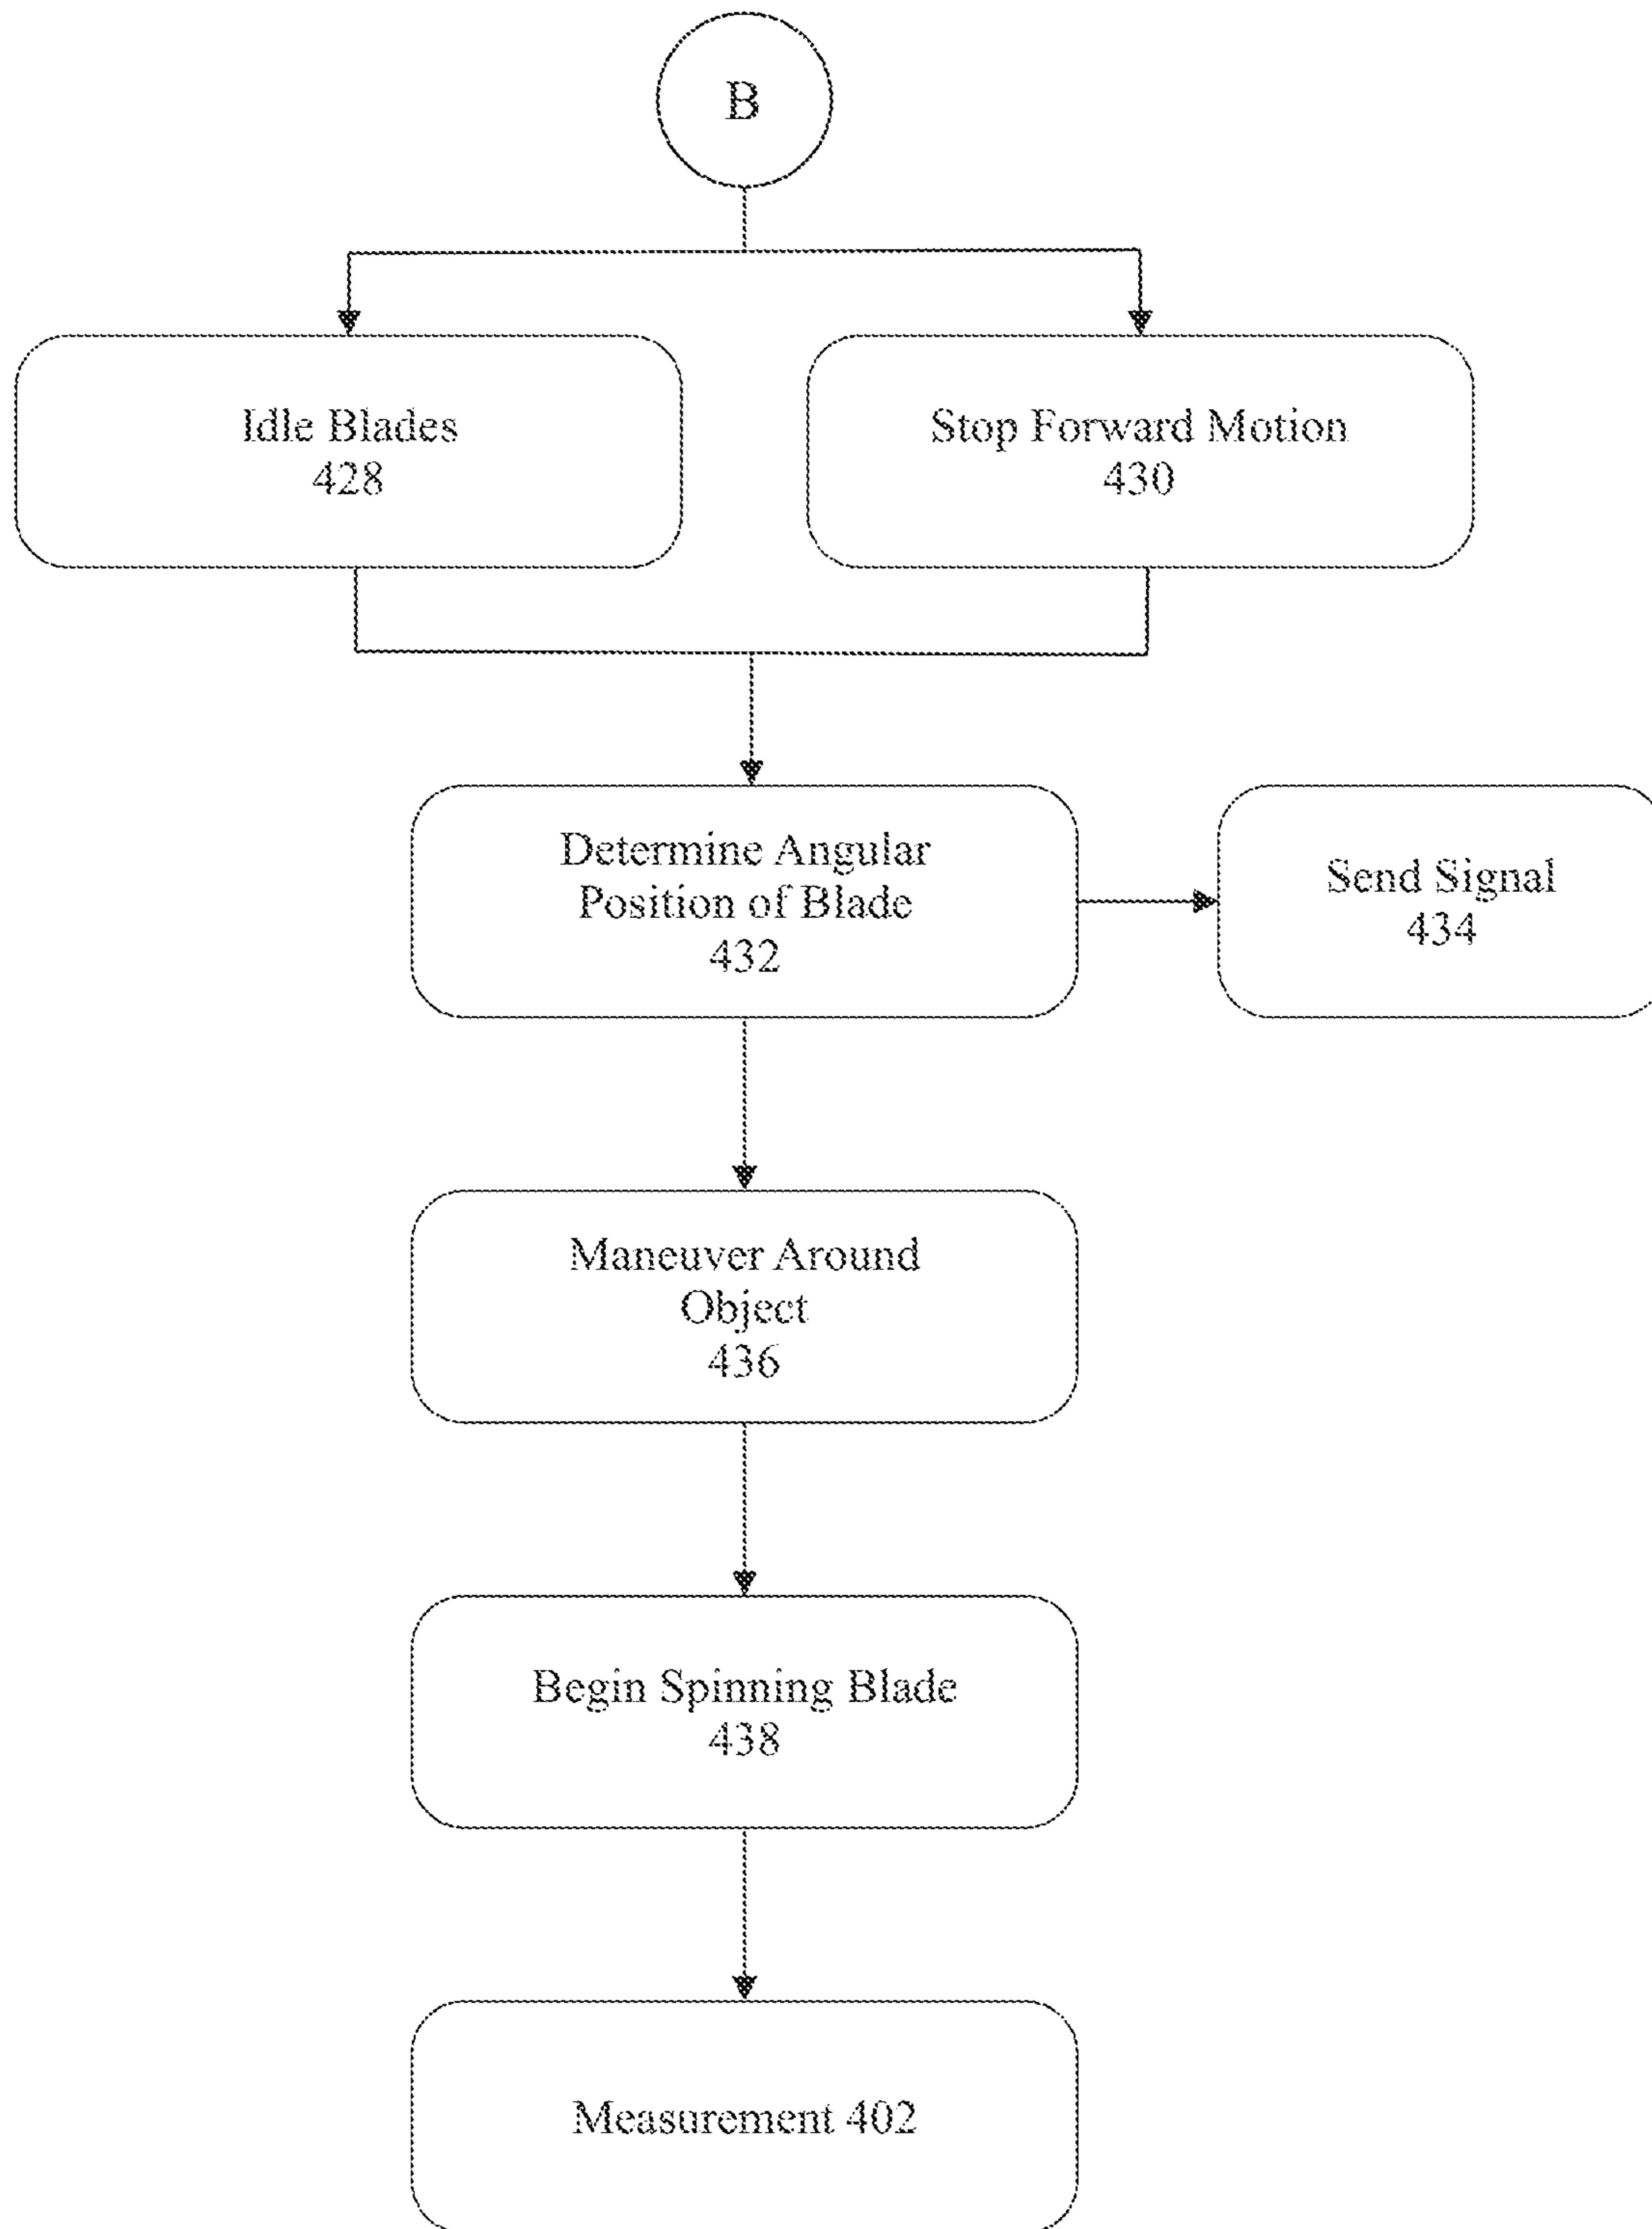 B
Idle Blades
428
Stop Forward Motion
430
Determine Angular
Position of Blade
432
Send Signal
434
Maneuver Around
Object
436
Begin Spinning Blade
438
Measurement 402